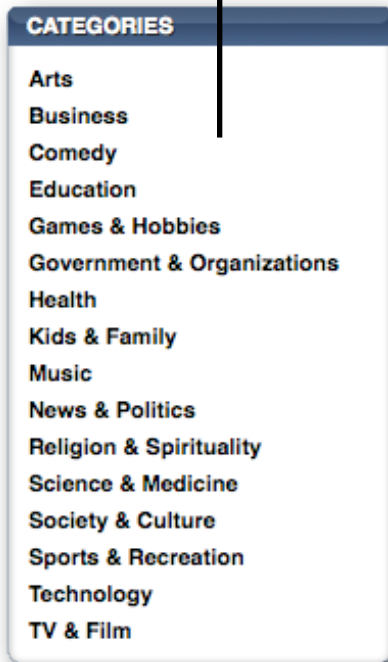 CATEGORIES
Arts
Business
Comedy
Education
Games & Hobbies
Government & Organizations
Health
Kids & Family
Music
News & Politics
Religion & Spirituality
Science & Medicine
Society & Culture
Sports & Recreation
Technology
TV & Film